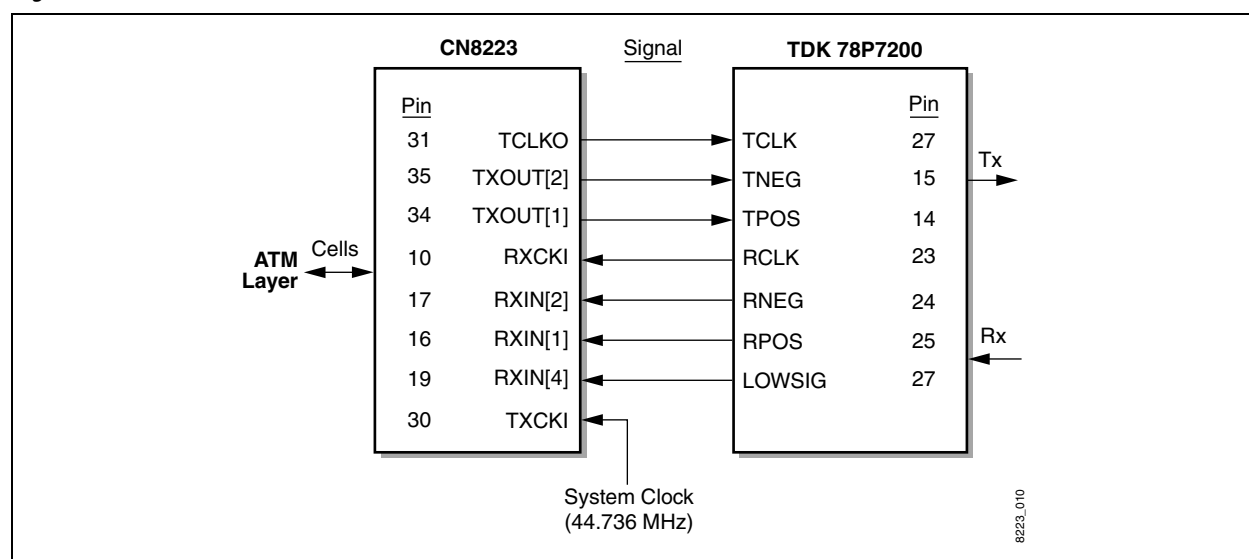 CN8223 Signal TDK 78P7200
Pin Pin
31 TCLKO TCLK 27
Tx
35 TXOUT[2] TNEG 15
34 TXOUT[1] TPOS 14
Cells
ATM
Layer
10 RXCKI RCLK 23
17 RXIN[2] RNEG 24
16 RXIN[1] RPOS 25
Rx
19 RXIN[4] LOWSIG 27
30 TXCKI
System Clock
(44.736 MHz)
8223_010